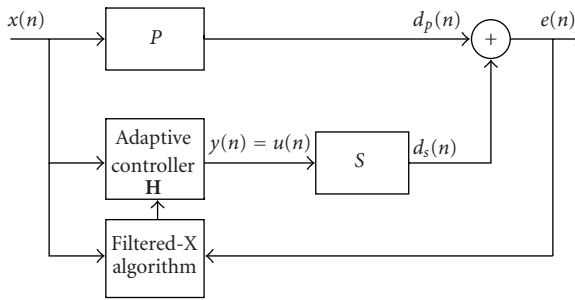 x(n)
P
d_p(n)
+
e(n)
Adaptive
controller
H
y(n) = u(n)
S
d_s(n)
Filtered-X
algorithm